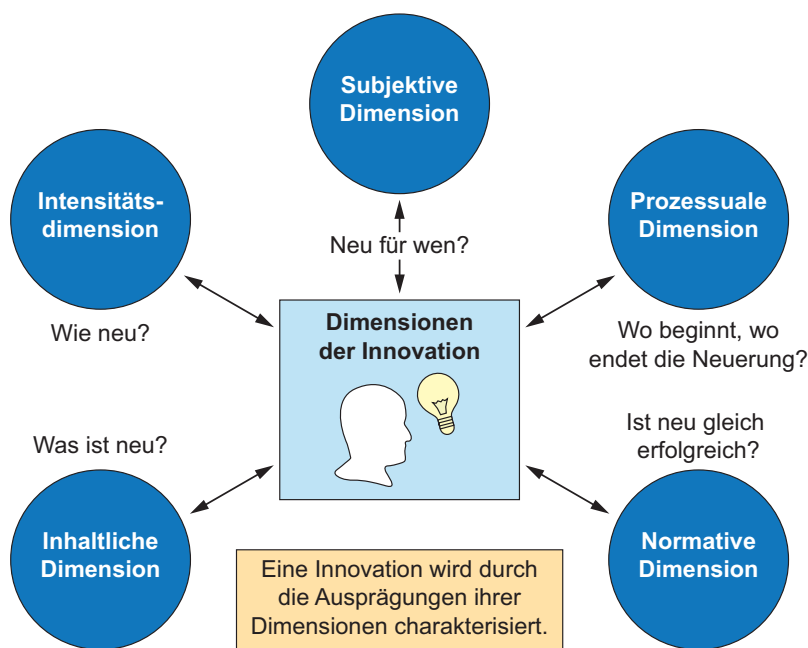 Subjektive
Dimension
Intensitäts-
dimension
Prozessuale
Dimension
Neu für wen?
Wie neu?
Dimensionen
der Innovation
Wo beginnt, wo
endet die Neuerung?
Was ist neu?
Ist neu gleich
erfolgreich?
Inhaltliche
Dimension
Normative
Dimension
Eine Innovation wird durch
die Ausprägungen ihrer
Dimensionen charakterisiert.